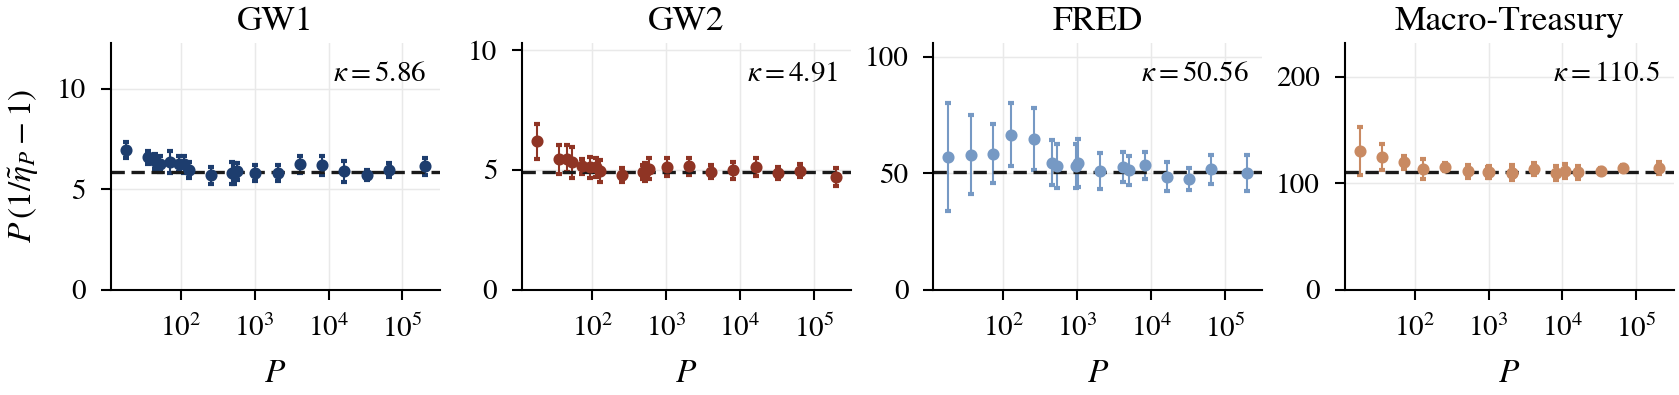 GW1
GW2
FRED
Macro-Treasury
P (1/η̃_P − 1)
10
5
0
κ = 5.86
10² 10³ 10⁴ 10⁵
P
10
5
0
κ = 4.91
10² 10³ 10⁴ 10⁵
P
100
50
0
κ = 50.56
10² 10³ 10⁴ 10⁵
P
200
100
0
κ = 110.5
10² 10³ 10⁴ 10⁵
P